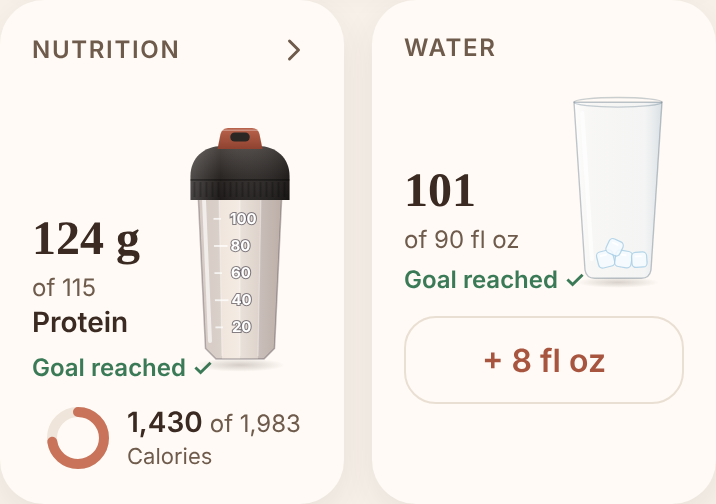 NUTRITION
124 g
of 115
Protein
Goal reached ✓
100
80
60
40
20
1,430 of 1,983
Calories
WATER
101
of 90 fl oz
Goal reached ✓
+ 8 fl oz